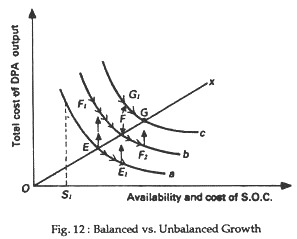 Total cost of DPA output
x
G₁
F₁
F
G
c
E
F₂
b
E₁
a
O
S₁
Availability and cost of S.O.C.
Fig. 12 : Balanced vs. Unbalanced Growth